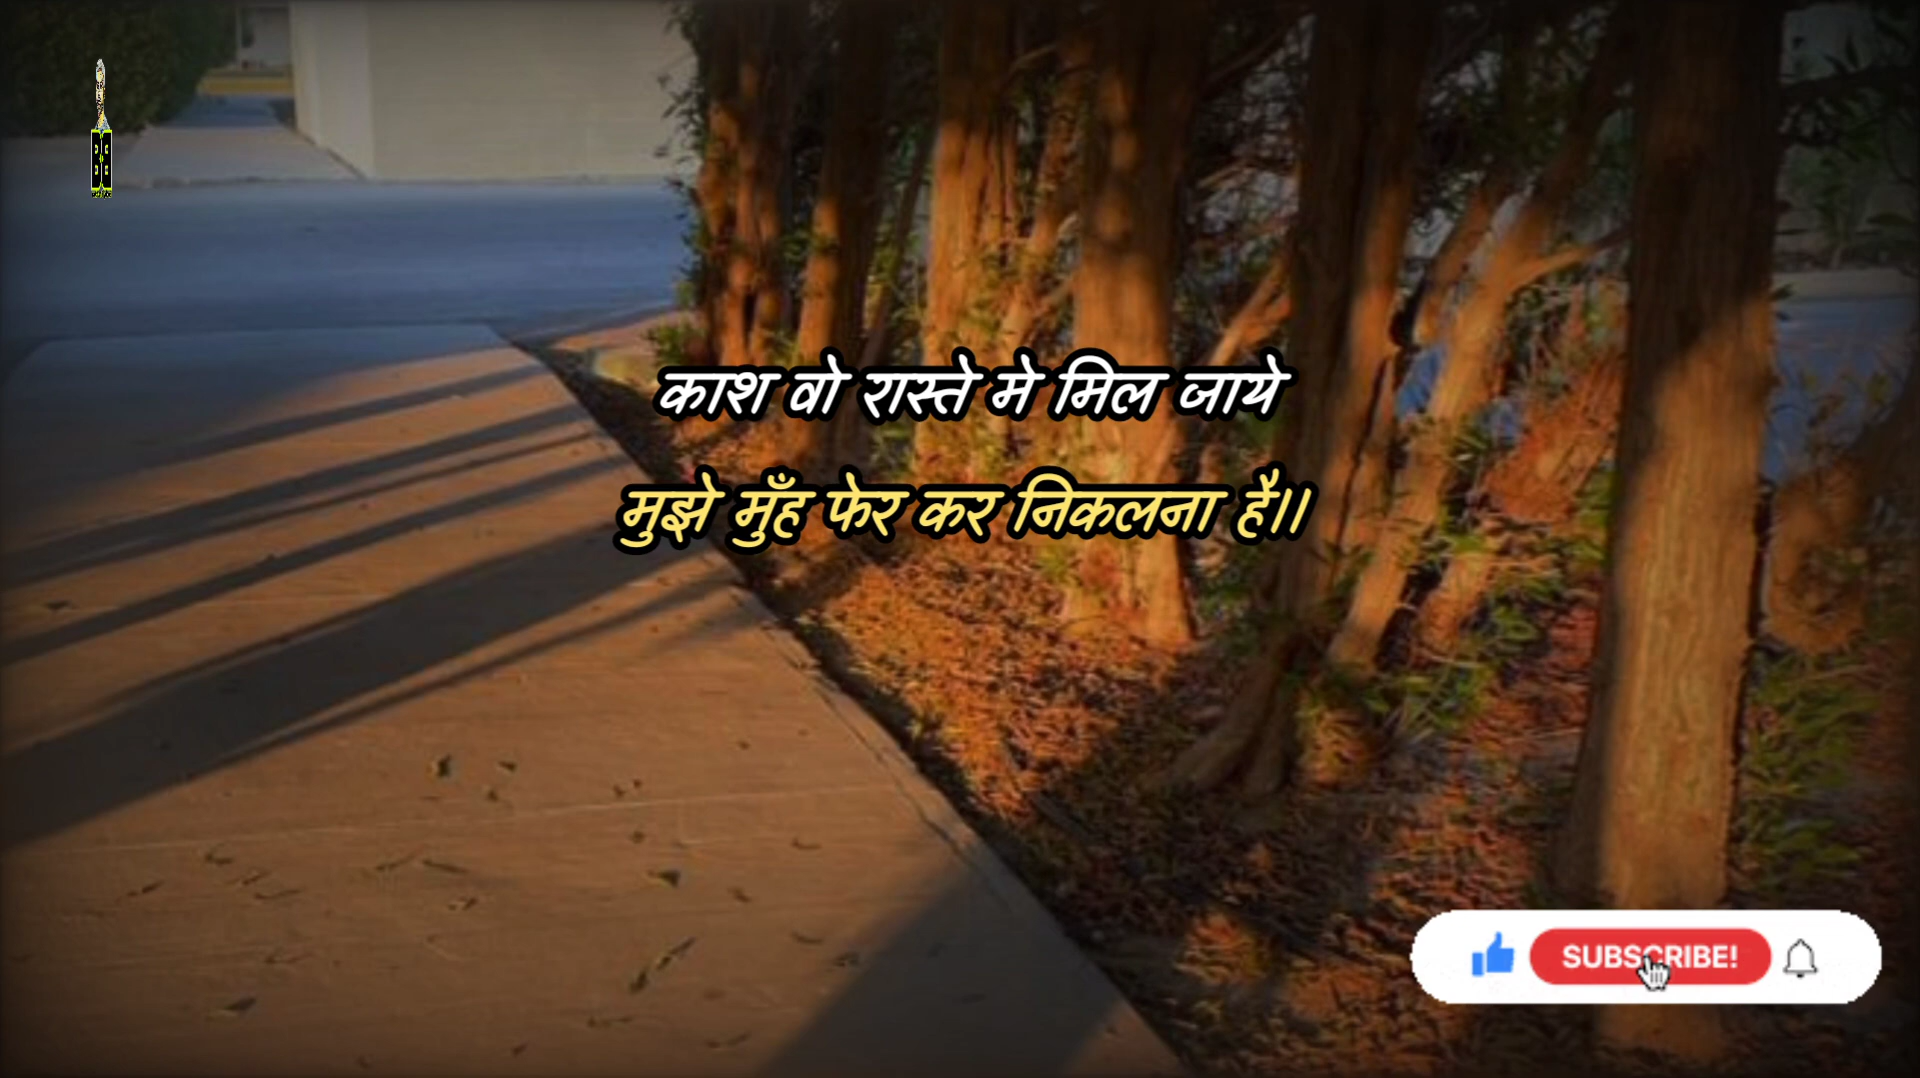 काश वो रास्ते मे मिल जाये
मुझे मुँह फेर कर निकलना है।।
SUBSCRIBE!